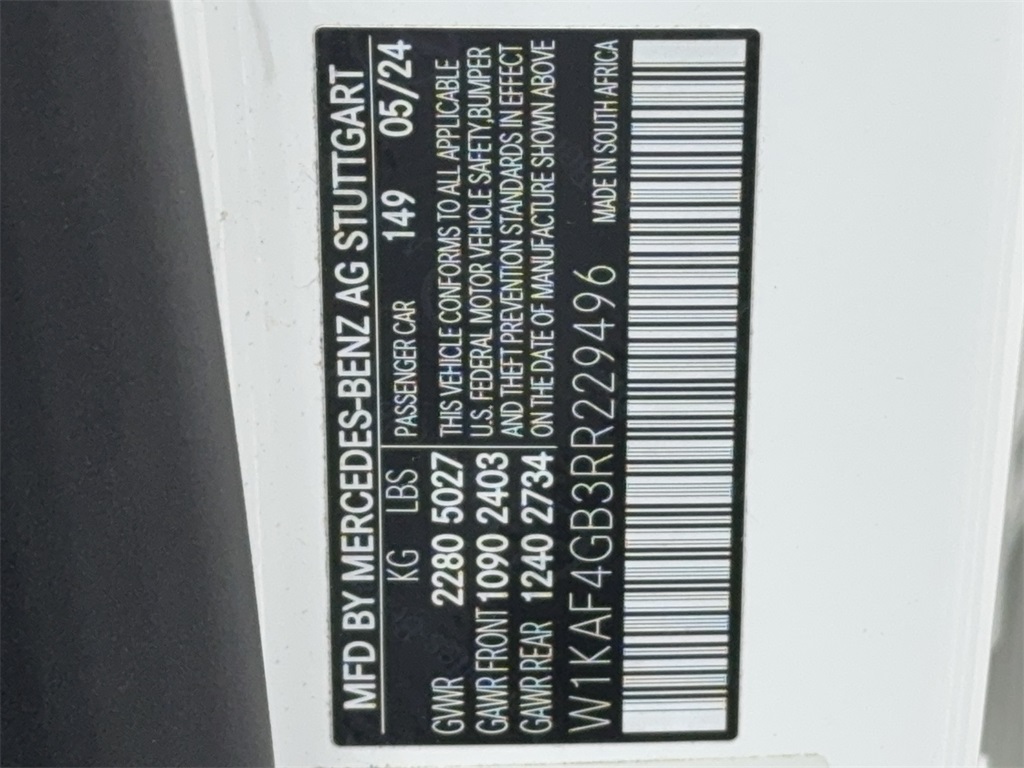 MFD BY MERCEDES-BENZ AG STUTTGART
KG LBS PASSENGER CAR 149 05/24
GVWR 2280 5027 THIS VEHICLE CONFORMS TO ALL APPLICABLE
GAWR FRONT 1090 2403 U.S. FEDERAL MOTOR VEHICLE SAFETY,BUMPER
GAWR REAR 1240 2734 AND THEFT PREVENTION STANDARDS IN EFFECT
ON THE DATE OF MANUFACTURE SHOWN ABOVE
W1KAF4GB3RR229496 MADE IN SOUTH AFRICA